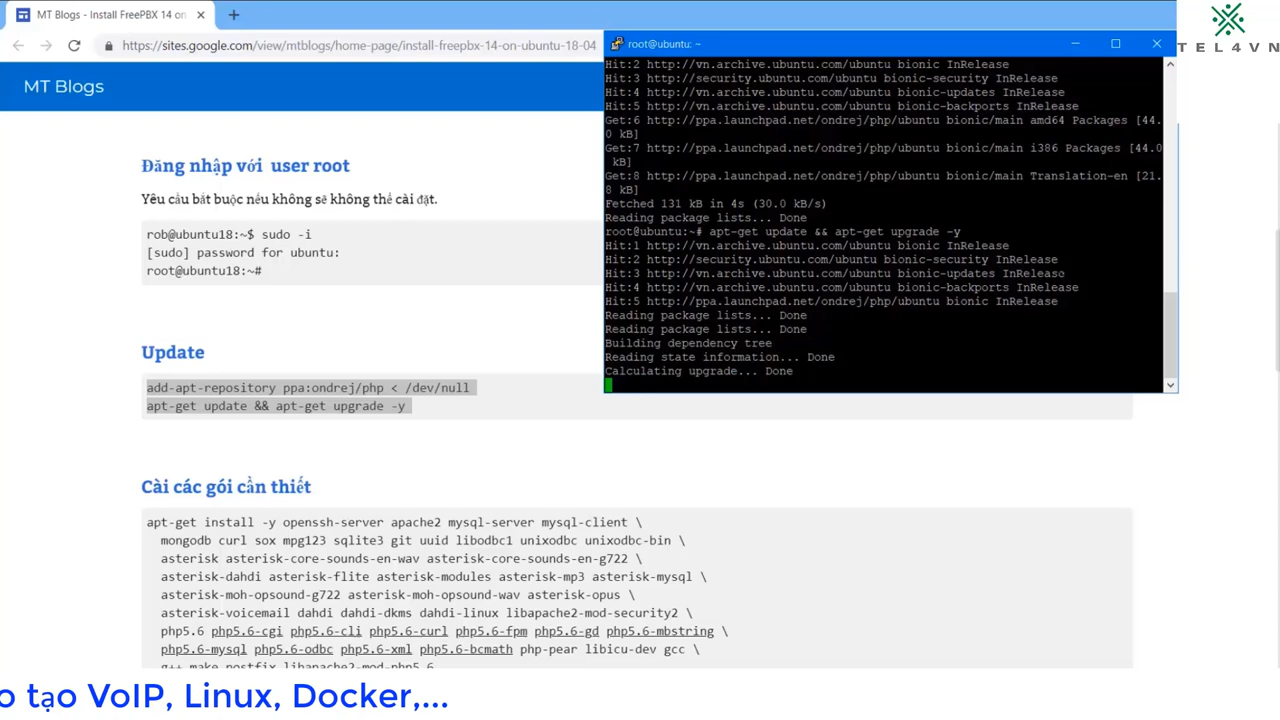 MT Blogs - Install FreePBX 14 on
https://sites.google.com/view/mtblogs/home-page/install-freepbx-14-on-ubuntu-18-04
MT Blogs
TEL4VN
Đăng nhập với user root
Yêu cầu bắt buộc nếu không sẽ không thể cài đặt.
rob@ubuntu18:~$ sudo -i
[sudo] password for ubuntu:
root@ubuntu18:~#
Update
add-apt-repository ppa:ondrej/php < /dev/null
apt-get update && apt-get upgrade -y
Cài các gói cần thiết
apt-get install -y openssh-server apache2 mysql-server mysql-client \
mongodb curl sox mpg123 sqlite3 git uuid libodbc1 unixodbc unixodbc-bin \
asterisk asterisk-core-sounds-en-wav asterisk-core-sounds-en-g722 \
asterisk-dahdi asterisk-flite asterisk-modules asterisk-mp3 asterisk-mysql \
asterisk-moh-opsound-g722 asterisk-moh-opsound-wav asterisk-opus \
asterisk-voicemail dahdi dahdi-dkms dahdi-linux libapache2-mod-security2 \
php5.6 php5.6-cgi php5.6-cli php5.6-curl php5.6-fpm php5.6-gd php5.6-mbstring \
php5.6-mysql php5.6-odbc php5.6-xml php5.6-bcmath php-pear libicu-dev gcc \
g++ make postfix libapache2-mod-php5.6
root@ubuntu: ~
Hit:2 http://vn.archive.ubuntu.com/ubuntu bionic InRelease
Hit:3 http://security.ubuntu.com/ubuntu bionic-security InRelease
Hit:4 http://vn.archive.ubuntu.com/ubuntu bionic-updates InRelease
Hit:5 http://vn.archive.ubuntu.com/ubuntu bionic-backports InRelease
Get:6 http://ppa.launchpad.net/ondrej/php/ubuntu bionic/main amd64 Packages [44.
0 kB]
Get:7 http://ppa.launchpad.net/ondrej/php/ubuntu bionic/main i386 Packages [44.0
kB]
Get:8 http://ppa.launchpad.net/ondrej/php/ubuntu bionic/main Translation-en [21.
8 kB]
Fetched 131 kB in 4s (30.0 kB/s)
Reading package lists... Done
root@ubuntu:~# apt-get update && apt-get upgrade -y
Hit:1 http://vn.archive.ubuntu.com/ubuntu bionic InRelease
Hit:2 http://security.ubuntu.com/ubuntu bionic-security InRelease
Hit:3 http://vn.archive.ubuntu.com/ubuntu bionic-updates InRelease
Hit:4 http://vn.archive.ubuntu.com/ubuntu bionic-backports InRelease
Hit:5 http://ppa.launchpad.net/ondrej/php/ubuntu bionic InRelease
Reading package lists... Done
Reading package lists... Done
Building dependency tree
Reading state information... Done
Calculating upgrade... Done
o tạo VoIP, Linux, Docker,...